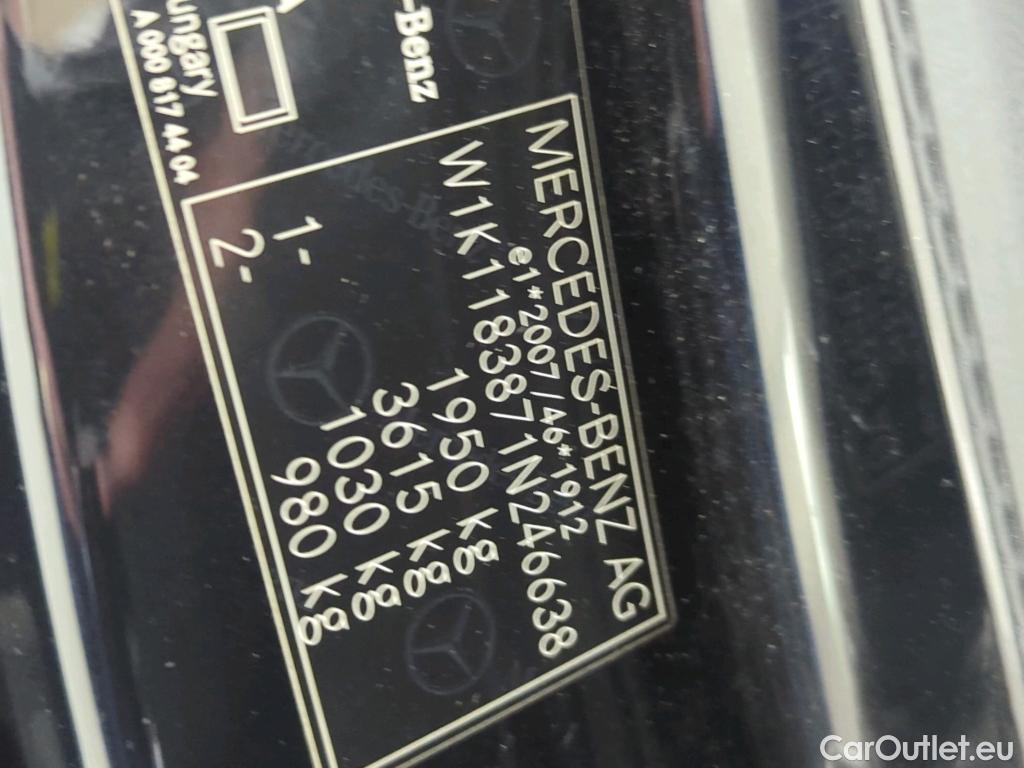 MERCEDES-BENZ AG
e1*2007/46*1912
W1K1183871N246638
1950 kg
3615 kg
1- 1030 kg
2- 980 kg
-Benz
A
ungary
A 000 817 44 04
CarOutlet.eu